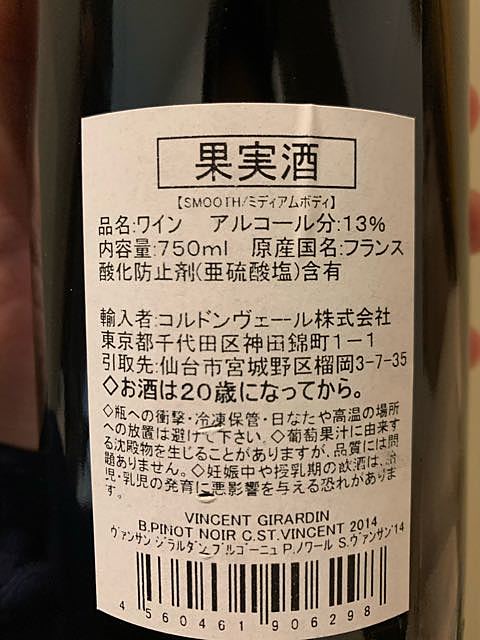 果実酒
【SMOOTH/ミディアムボディ】
品名:ワイン アルコール分:13%
内容量:750ml 原産国名:フランス
酸化防止剤(亜硫酸塩)含有
輸入者:コルドンヴェール株式会社
東京都千代田区神田錦町1-1
引取先:仙台市宮城野区榴岡3-7-35
◇お酒は20歳になってから。
◇瓶への衝撃・冷凍保管・日なたや高温の場所
への放置は避けて下さい。◇葡萄果汁に由来す
る沈殿物を生じることがありますが、品質には問
題ありません。◇妊娠中や授乳期の飲酒は、胎
児・乳児の発育に悪影響を与える恐れがありま
す。
VINCENT GIRARDIN
B.PINOT NOIR C.ST.VINCENT 2014
ヴァンサン ジラルダン ブルゴーニュ P.ノワール S.ヴァンサン'14
4 560461 906298